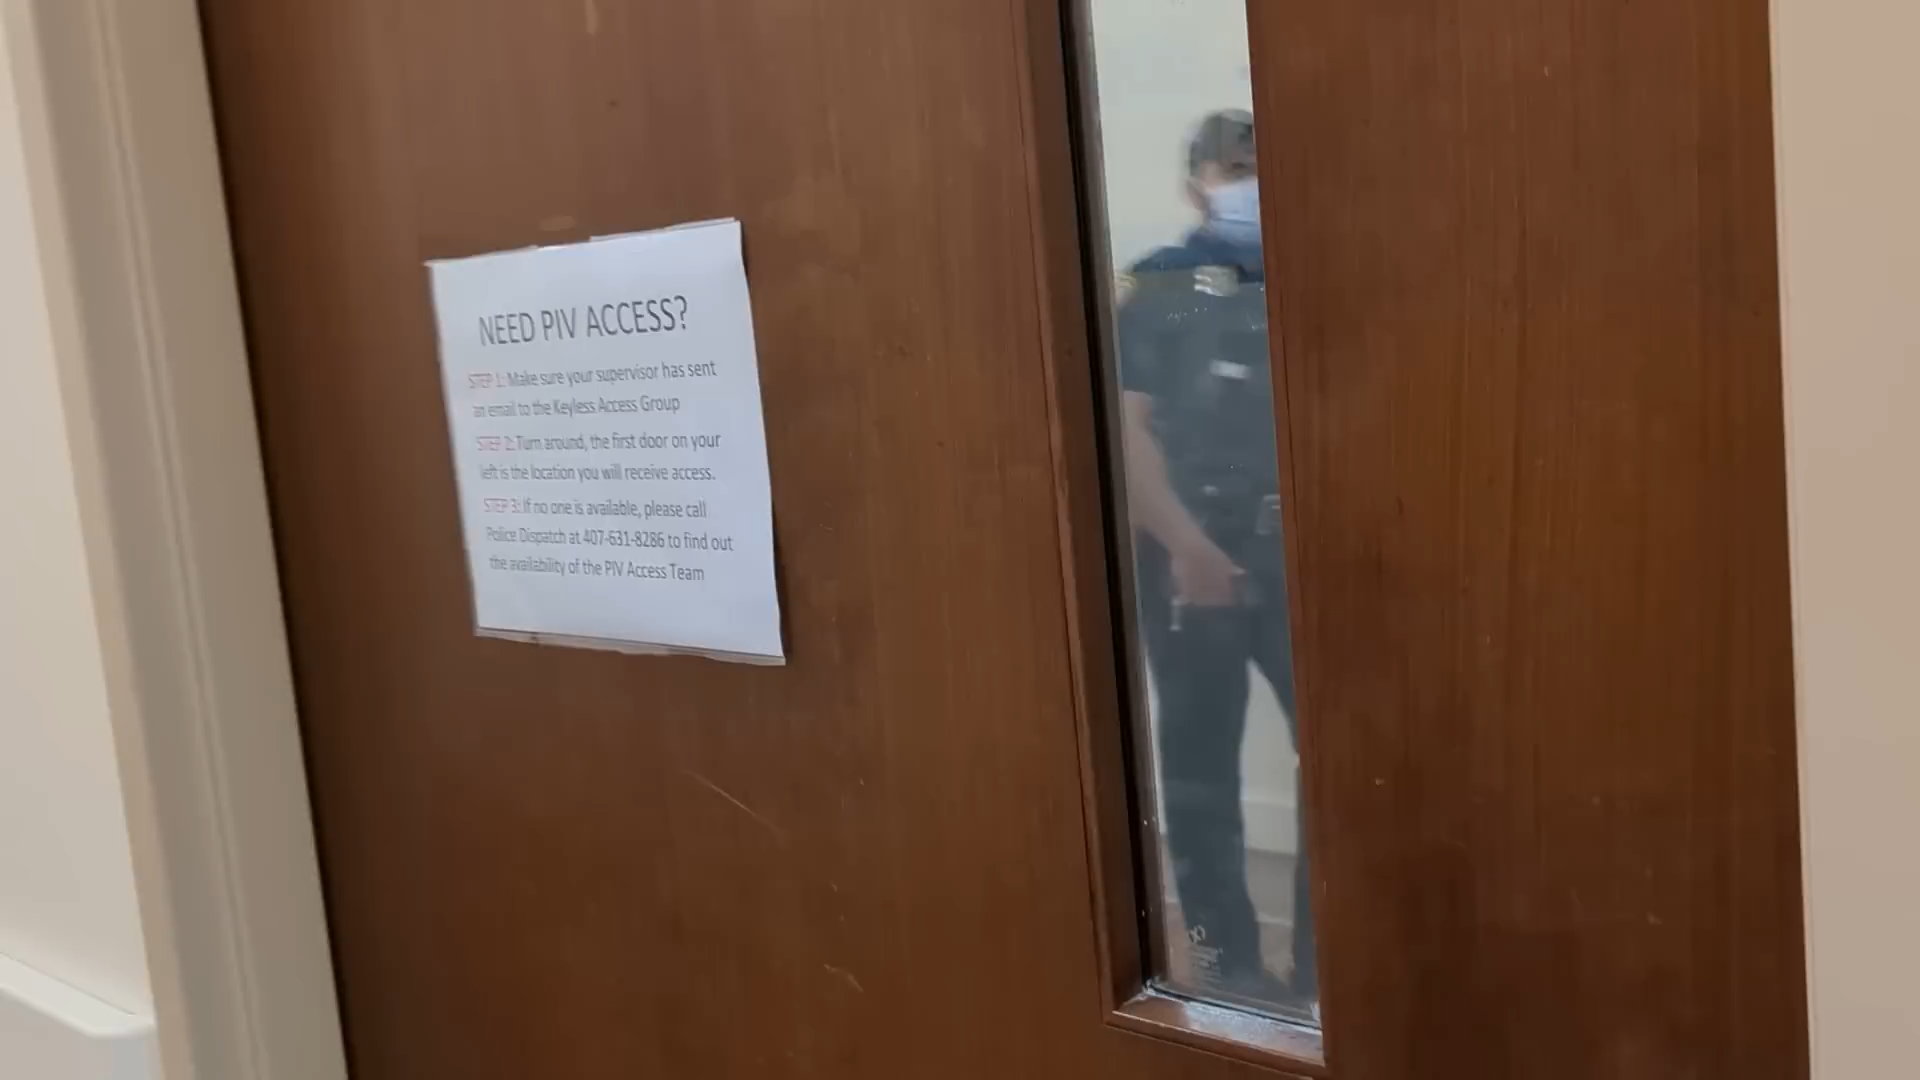 NEED PIV ACCESS?
STEP 1: Make sure your supervisor has sent
an email to the Keyless Access Group
STEP 2: Turn around, the first door on your
left is the location you will receive access.
STEP 3: If no one is available, please call
Police Dispatch at 407-631-8286 to find out
the availability of the PIV Access Team